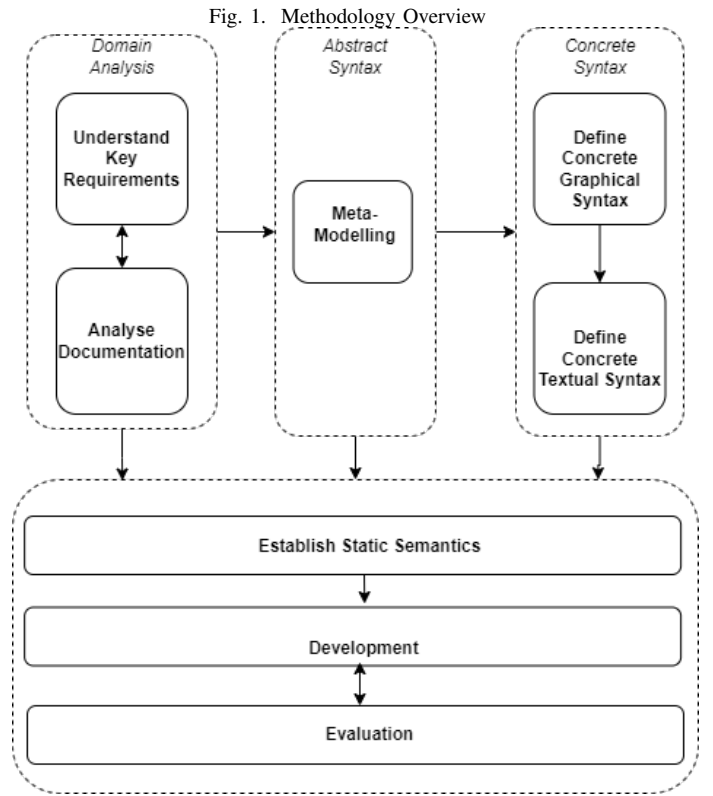 Fig. 1. Methodology Overview
Domain
Analysis
Understand
Key
Requirements
Analyse
Documentation
Abstract
Syntax
Meta-
Modelling
Concrete
Syntax
Define
Concrete
Graphical
Syntax
Define
Concrete
Textual Syntax
Establish Static Semantics
Development
Evaluation